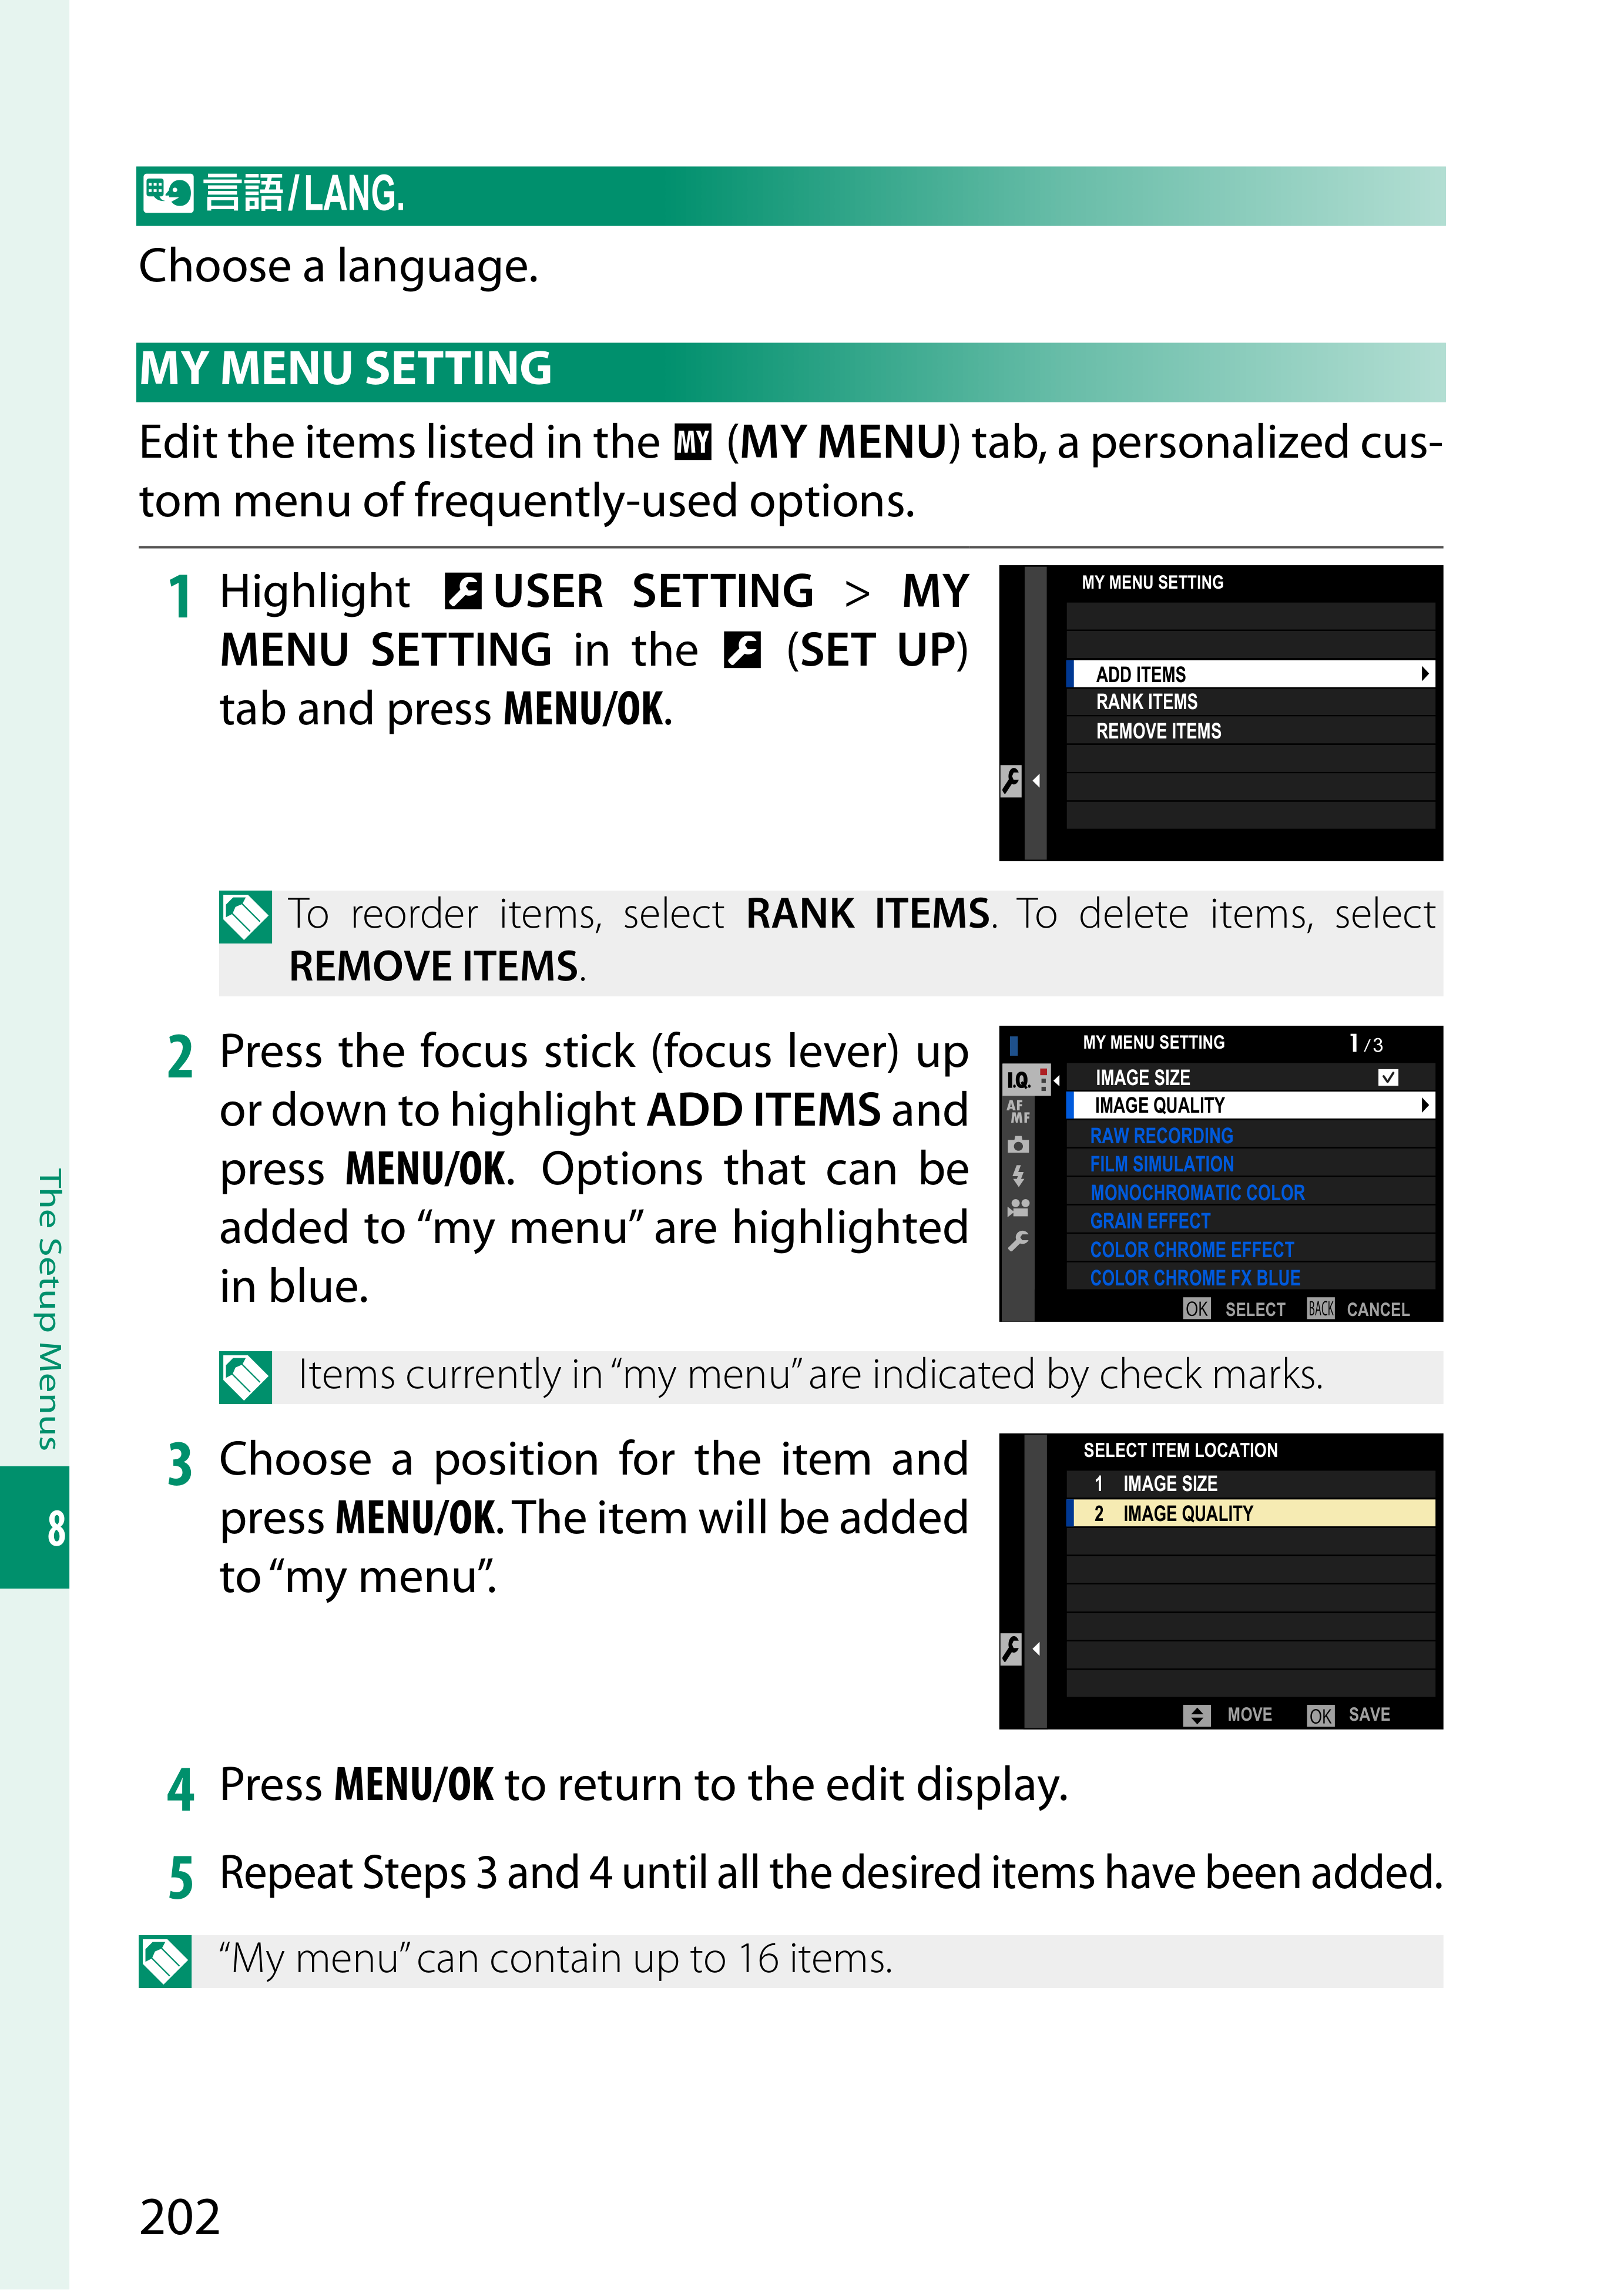 言語/LANG.
Choose a language.
MY MENU SETTING
Edit the items listed in the MY (MY MENU) tab, a personalized cus-
tom menu of frequently-used options.
1 Highlight USER SETTING > MY
MENU SETTING in the (SET UP)
tab and press MENU/OK.
MY MENU SETTING
ADD ITEMS
RANK ITEMS
REMOVE ITEMS
To reorder items, select RANK ITEMS. To delete items, select
REMOVE ITEMS.
2 Press the focus stick (focus lever) up
or down to highlight ADD ITEMS and
press MENU/OK. Options that can be
added to “my menu” are highlighted
in blue.
MY MENU SETTING 1/3
I.Q.
AF
MF
IMAGE SIZE
IMAGE QUALITY
RAW RECORDING
FILM SIMULATION
MONOCHROMATIC COLOR
GRAIN EFFECT
COLOR CHROME EFFECT
COLOR CHROME FX BLUE
OK SELECT BACK CANCEL
Items currently in “my menu” are indicated by check marks.
3 Choose a position for the item and
press MENU/OK. The item will be added
to “my menu”.
SELECT ITEM LOCATION
1 IMAGE SIZE
2 IMAGE QUALITY
MOVE OK SAVE
4 Press MENU/OK to return to the edit display.
5 Repeat Steps 3 and 4 until all the desired items have been added.
“My menu” can contain up to 16 items.
The Setup Menus
8
202